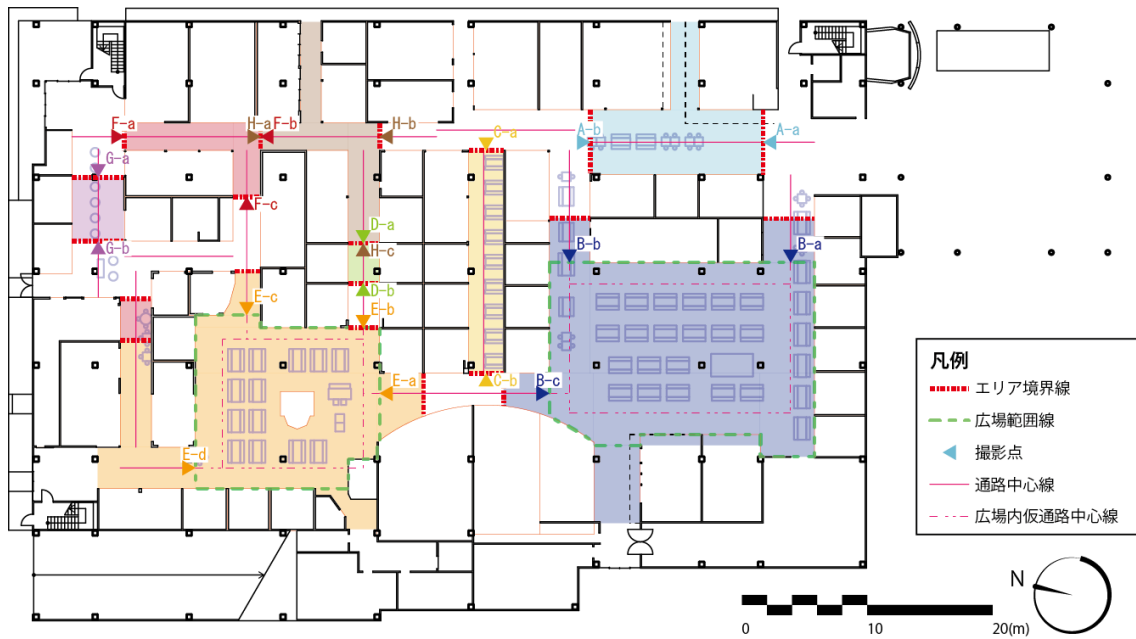 F-a
H-a
F-b
H-b
C-a
A-b
A-a
G-a
F-c
D-a
G-b
H-c
B-b
B-a
D-b
E-c
E-b
E-a
C-b
B-c
E-d
凡例
エリア境界線
広場範囲線
撮影点
通路中心線
広場内仮通路中心線
N
0
10
20(m)